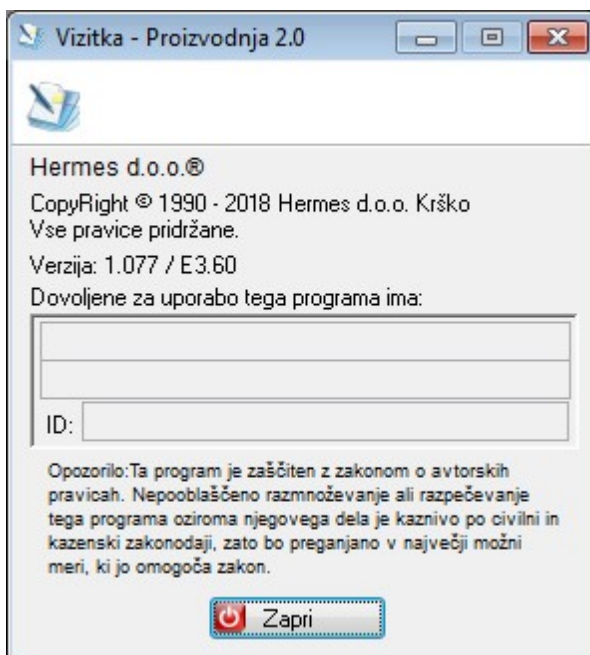 Vizitka - Proizvodnja 2.0
Hermes d.o.o.®
CopyRight © 1990 - 2018 Hermes d.o.o. Krško
Vse pravice pridržane.
Verzija: 1.077 / E3.60
Dovoljene za uporabo tega programa ima:
ID:
Opozorilo:Ta program je zaščiten z zakonom o avtorskih
pravicah. Nepooblaščeno razmnoževanje ali razpečevanje
tega programa oziroma njegovega dela je kaznivo po civilni in
kazenski zakonodaji, zato bo preganjano v največji možni
meri, ki jo omogoča zakon.
Zapri